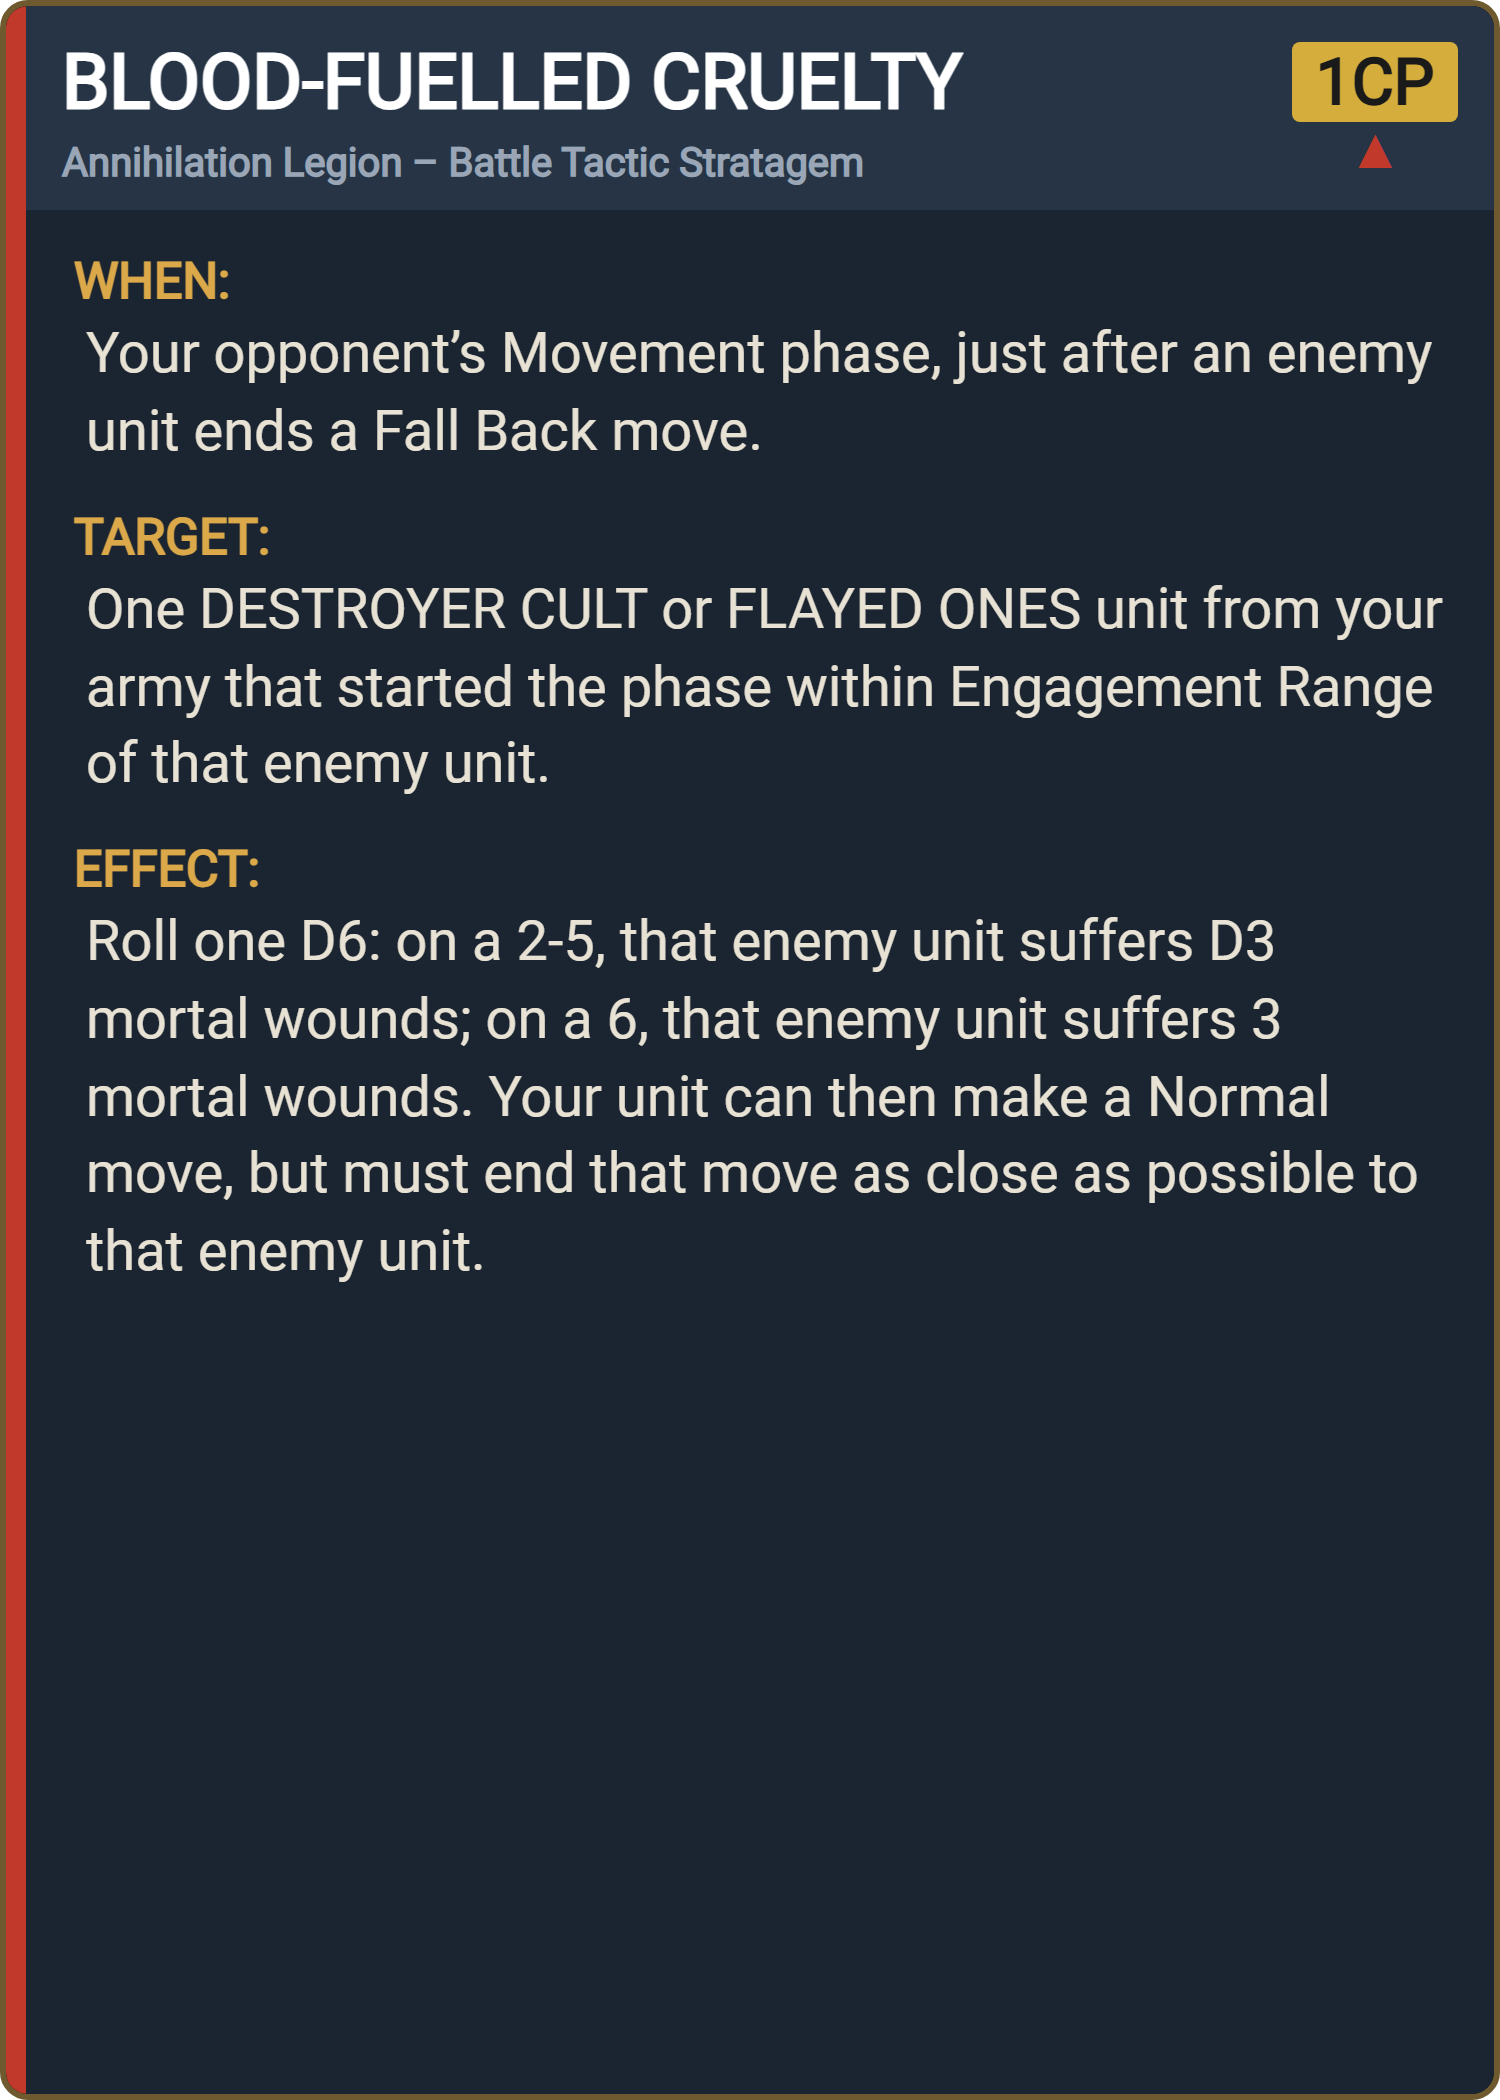 BLOOD-FUELLED CRUELTY
1CP
Annihilation Legion – Battle Tactic Stratagem
WHEN:
Your opponent’s Movement phase, just after an enemy
unit ends a Fall Back move.
TARGET:
One DESTROYER CULT or FLAYED ONES unit from your
army that started the phase within Engagement Range
of that enemy unit.
EFFECT:
Roll one D6: on a 2-5, that enemy unit suffers D3
mortal wounds; on a 6, that enemy unit suffers 3
mortal wounds. Your unit can then make a Normal
move, but must end that move as close as possible to
that enemy unit.